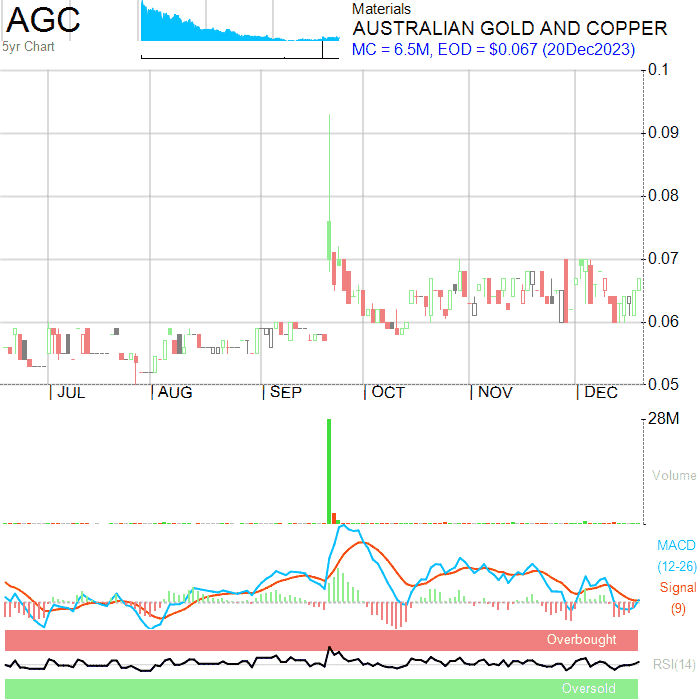 AGC
5yr Chart
Materials
AUSTRALIAN GOLD AND COPPER
MC = 6.5M, EOD = $0.067 (20Dec2023)
0.1
0.09
0.08
0.07
0.06
0.05
JUL AUG SEP OCT NOV DEC
28M
Volume
MACD
(12-26)
Signal
(9)
Overbought
RSI(14)
Oversold